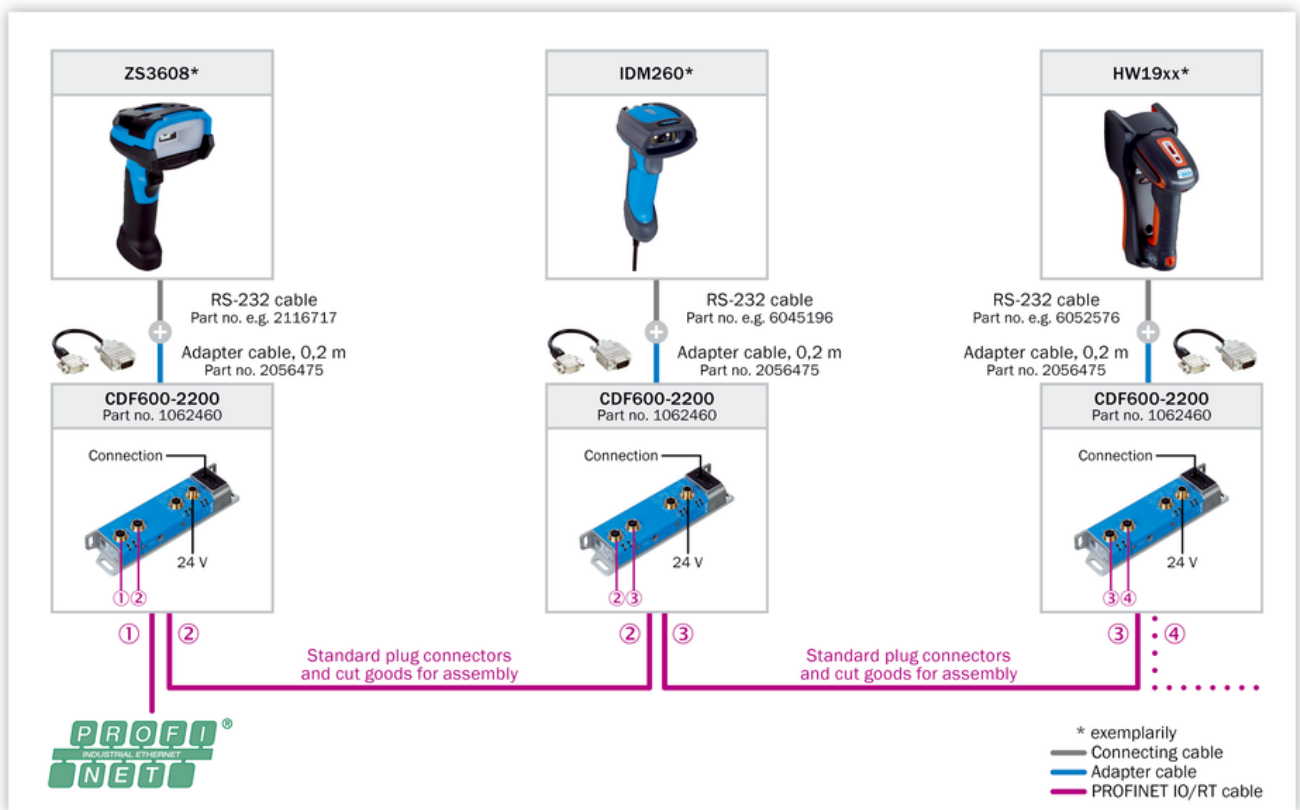 ZS3608*
IDM260*
HW19xx*
RS-232 cable
Part no. e.g. 2116717
Adapter cable, 0,2 m
Part no. 2056475
RS-232 cable
Part no. e.g. 6045196
Adapter cable, 0,2 m
Part no. 2056475
RS-232 cable
Part no. e.g. 6052576
Adapter cable, 0,2 m
Part no. 2056475
CDF600-2200
Part no. 1062460
Connection
24 V
①②
CDF600-2200
Part no. 1062460
Connection
24 V
②③
CDF600-2200
Part no. 1062460
Connection
24 V
③④
① ②
② ③
③ ④
Standard plug connectors
and cut goods for assembly
Standard plug connectors
and cut goods for assembly
PROFI®
INDUSTRIAL ETHERNET
NET
* exemplarily
Connecting cable
Adapter cable
PROFINET IO/RT cable